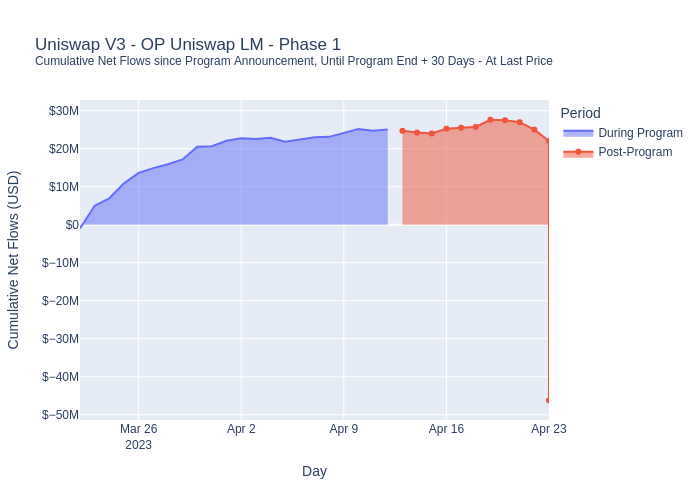 Uniswap V3 - OP Uniswap LM - Phase 1
Cumulative Net Flows since Program Announcement, Until Program End + 30 Days - At Last Price
Period
During Program
Post-Program
Cumulative Net Flows (USD)
$30M
$20M
$10M
$0
$−10M
$−20M
$−30M
$−40M
$−50M
Mar 26
2023
Apr 2
Apr 9
Apr 16
Apr 23
Day